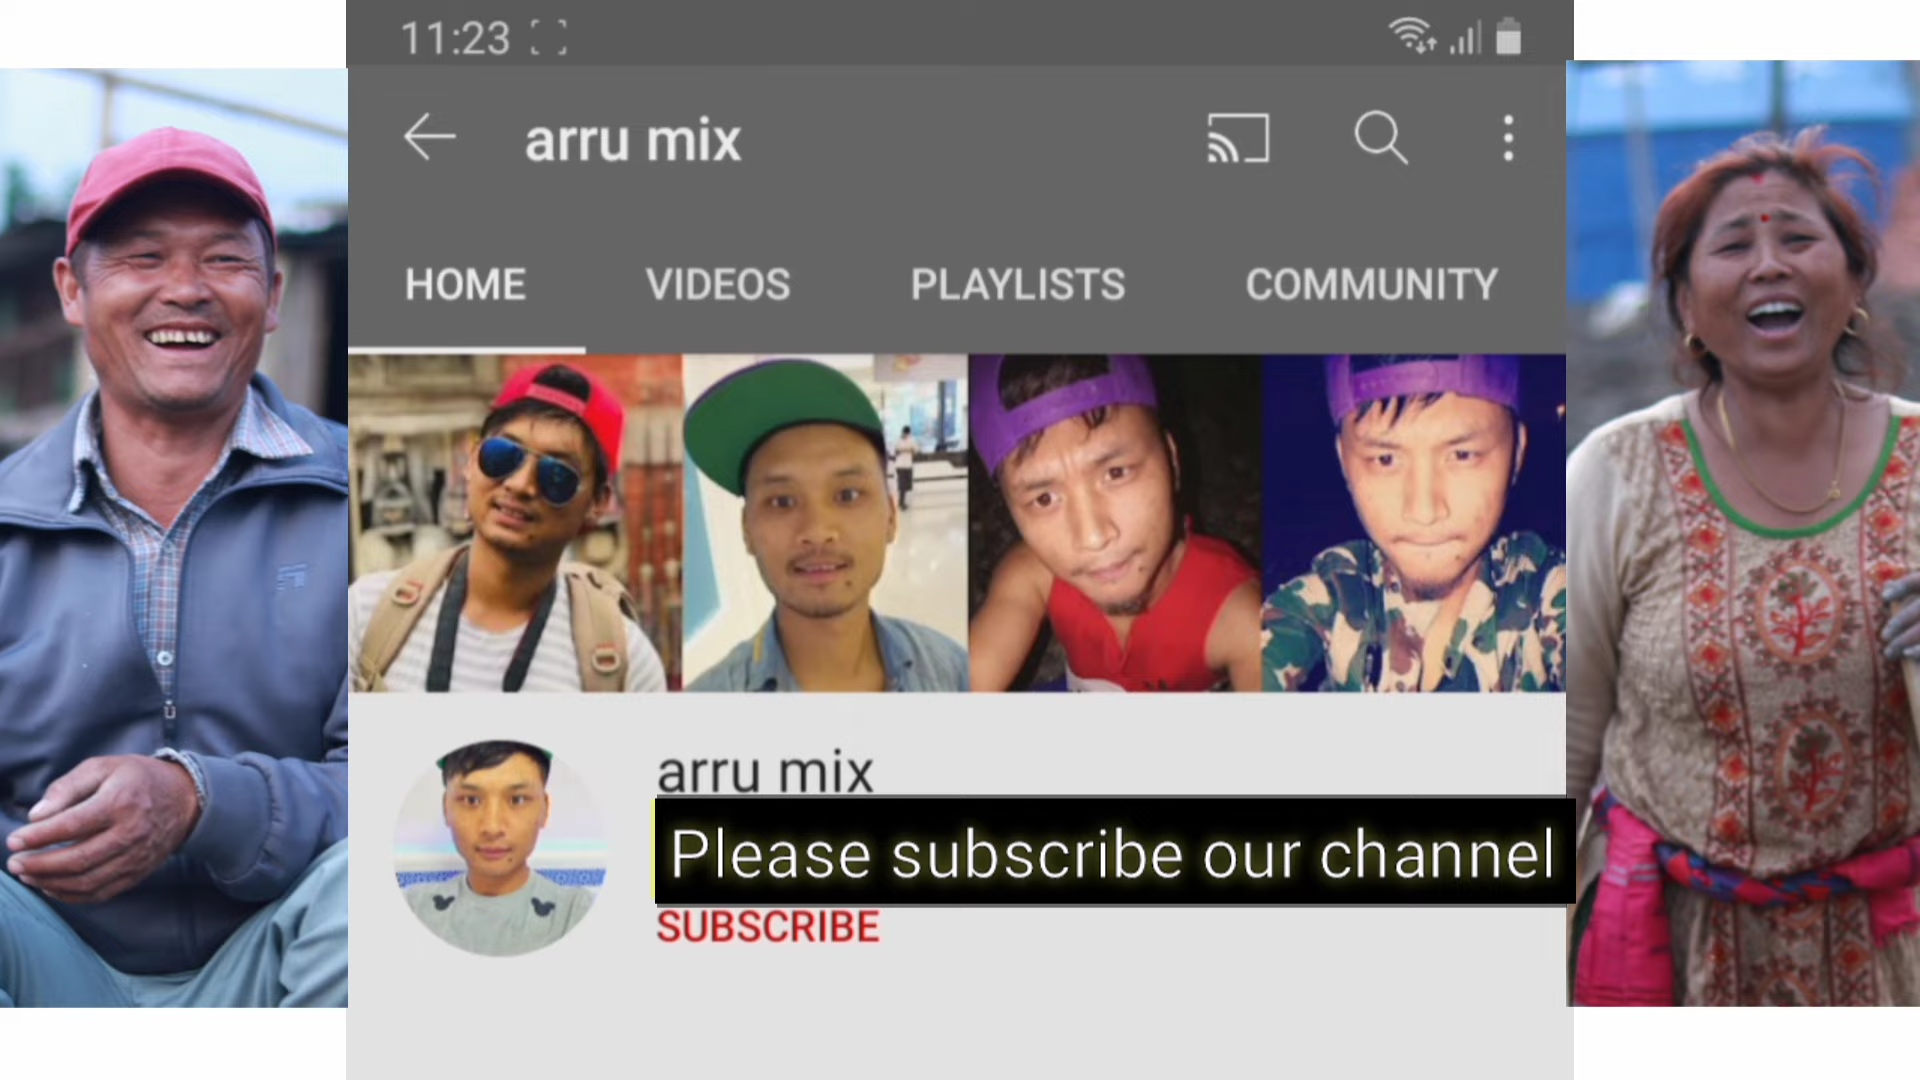 11:23
arru mix
HOME VIDEOS PLAYLISTS COMMUNITY
arru mix
Please subscribe our channel
SUBSCRIBE